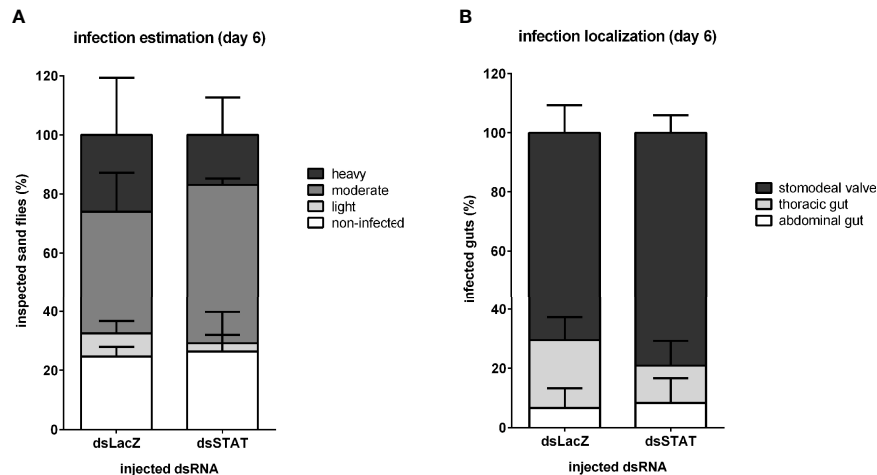 A
infection estimation (day 6)
inspected sand flies (%)
120
100
80
60
40
20
0
dsLacZ
dsSTAT
injected dsRNA
heavy
moderate
light
non-infected
B
infection localization (day 6)
infected guts (%)
120
100
80
60
40
20
0
dsLacZ
dsSTAT
injected dsRNA
stomodeal valve
thoracic gut
abdominal gut